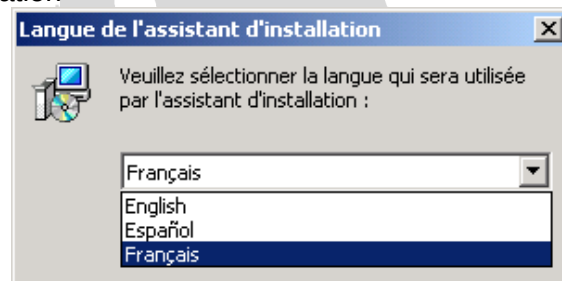 Langue de l'assistant d'installation
Veuillez sélectionner la langue qui sera utilisée
par l'assistant d'installation :
Français
English
Español
Français